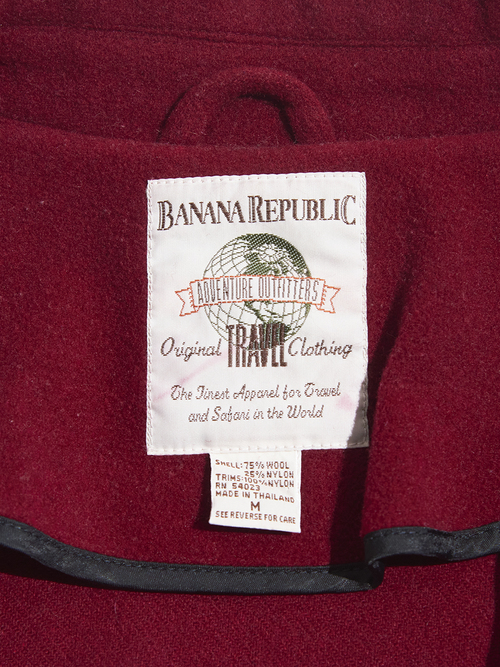 BANANA REPUBLIC
ADVENTURE OUTFITTERS
Original TRAVEL Clothing
The Finest Apparel for Travel
and Safari in the World
SHELL: 75% WOOL
25% NYLON
TRIMS: 100% NYLON
RN 54023
MADE IN THAILAND
M
SEE REVERSE FOR CARE